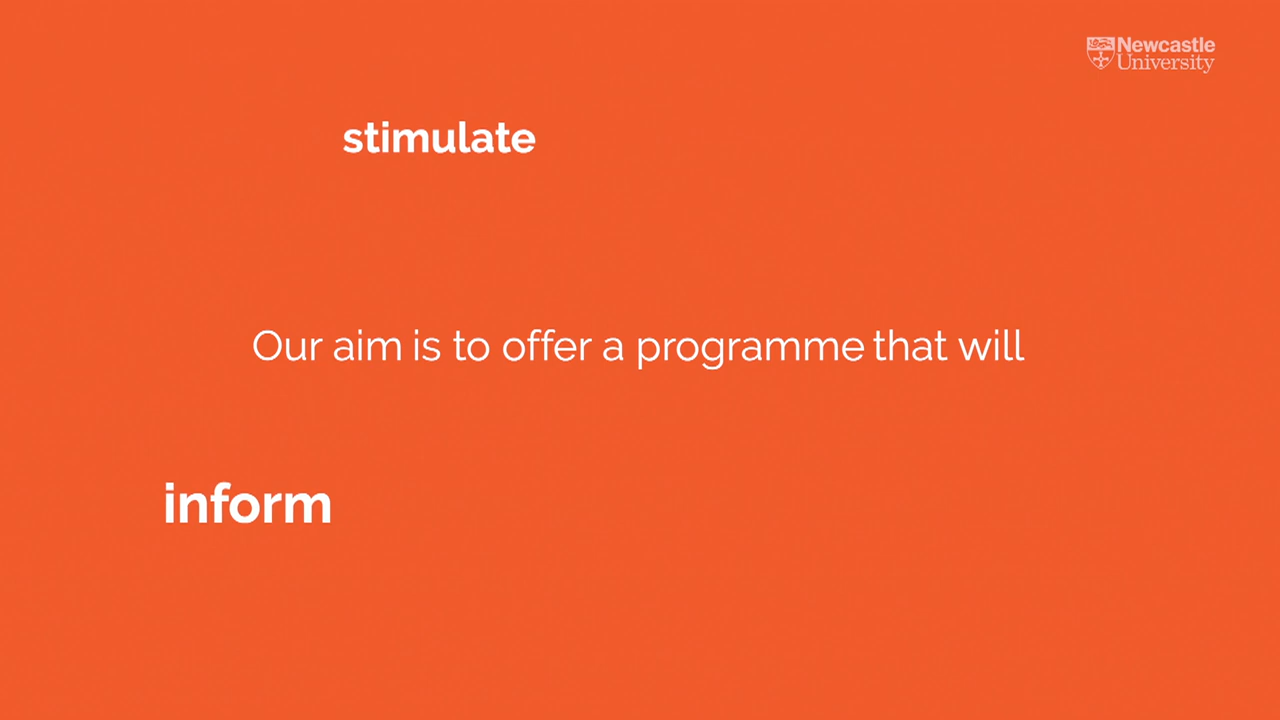 Newcastle
University
stimulate
Our aim is to offer a programme that will
inform